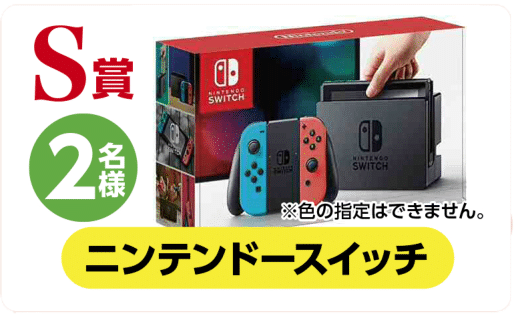 S賞
2名様
Nintendo
NINTENDO
SWITCH
NINTENDO
SWITCH
※色の指定はできません。
ニンテンドースイッチ